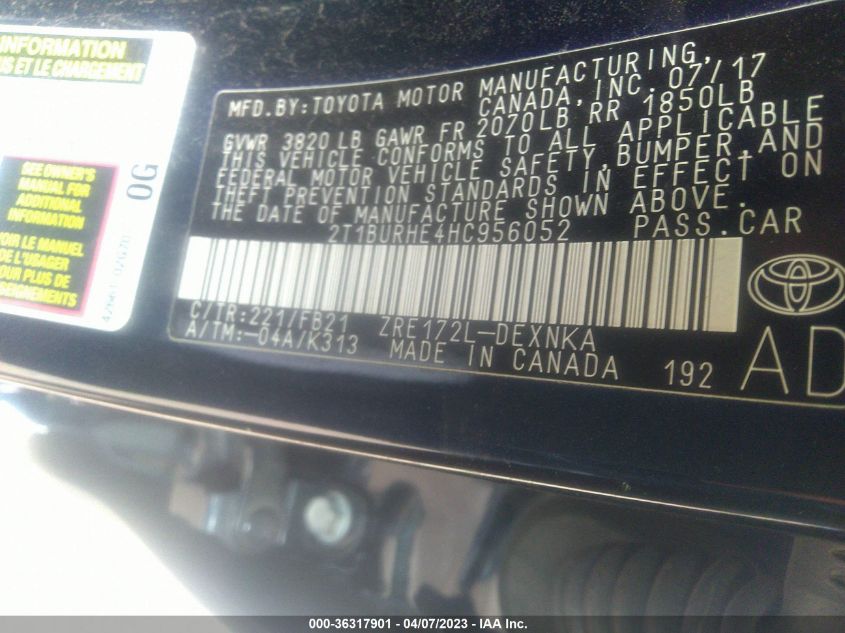 INFORMATION
US ET LE CHARGEMENT
SEE OWNER'S
MANUAL FOR
ADDITIONAL
INFORMATION
VOIR LE MANUEL
DE L'USAGER
POUR PLUS DE
SEIGNEMENTS
0G
MFD.BY:TOYOTA MOTOR MANUFACTURING,
CANADA, INC. 07/17
GVWR 3820 LB GAWR FR 2070LB RR 1850LB
THIS VEHICLE CONFORMS TO ALL APPLICABLE
FEDERAL MOTOR VEHICLE SAFETY, BUMPER, AND
THEFT PREVENTION STANDARDS IN EFFECT ON
THE DATE OF MANUFACTURE SHOWN ABOVE.
2T1BURHE4HC956052 PASS.CAR
C/TR:221/FB21 ZRE172L-DEXNKA
A/TM:-04A/K313 MADE IN CANADA 192
AD
000-36317901 - 04/07/2023 - IAA Inc.